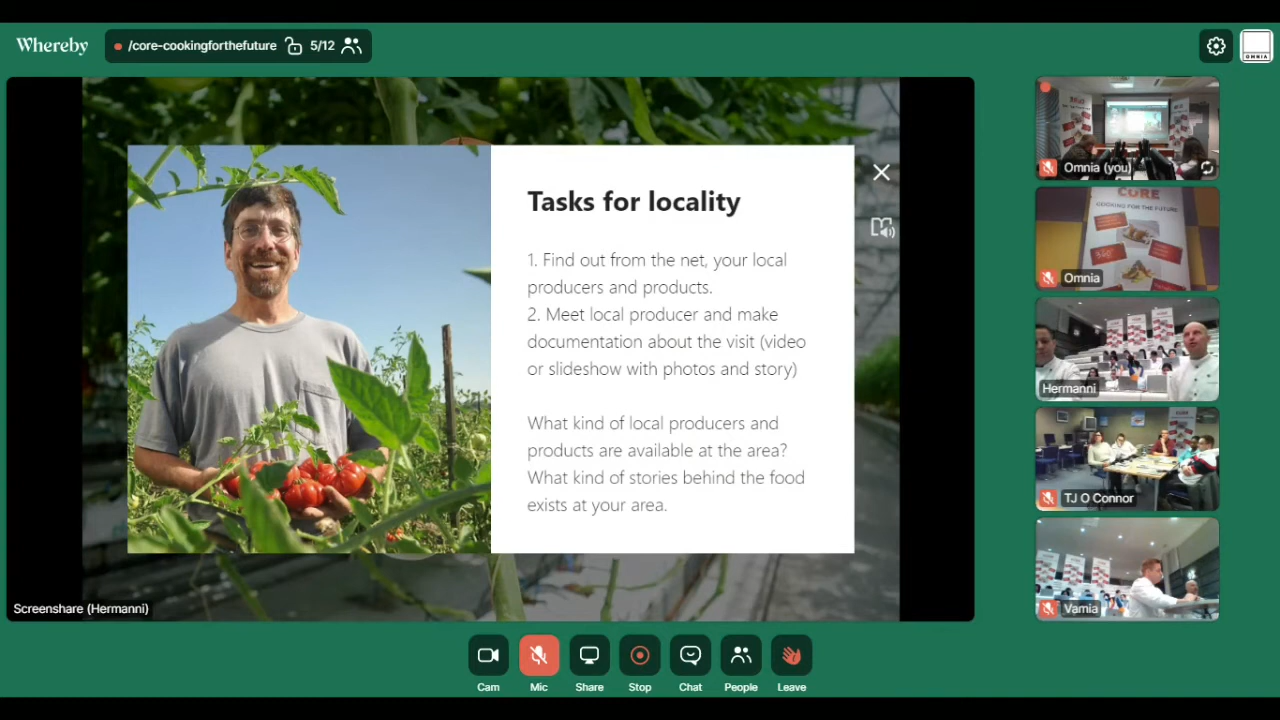 Whereby
/core-cookingforthefuture
5/12
OMNIA
Tasks for locality
1. Find out from the net, your local
producers and products.
2. Meet local producer and make
documentation about the visit (video
or slideshow with photos and story)
What kind of local producers and
products are available at the area?
What kind of stories behind the food
exists at your area.
Screenshare (Hermanni)
Omnia (you)
CORE
COOKING FOR THE FUTURE
Omnia
Hermanni
TJ O Connor
Vamia
Cam
Mic
Share
Stop
Chat
People
Leave